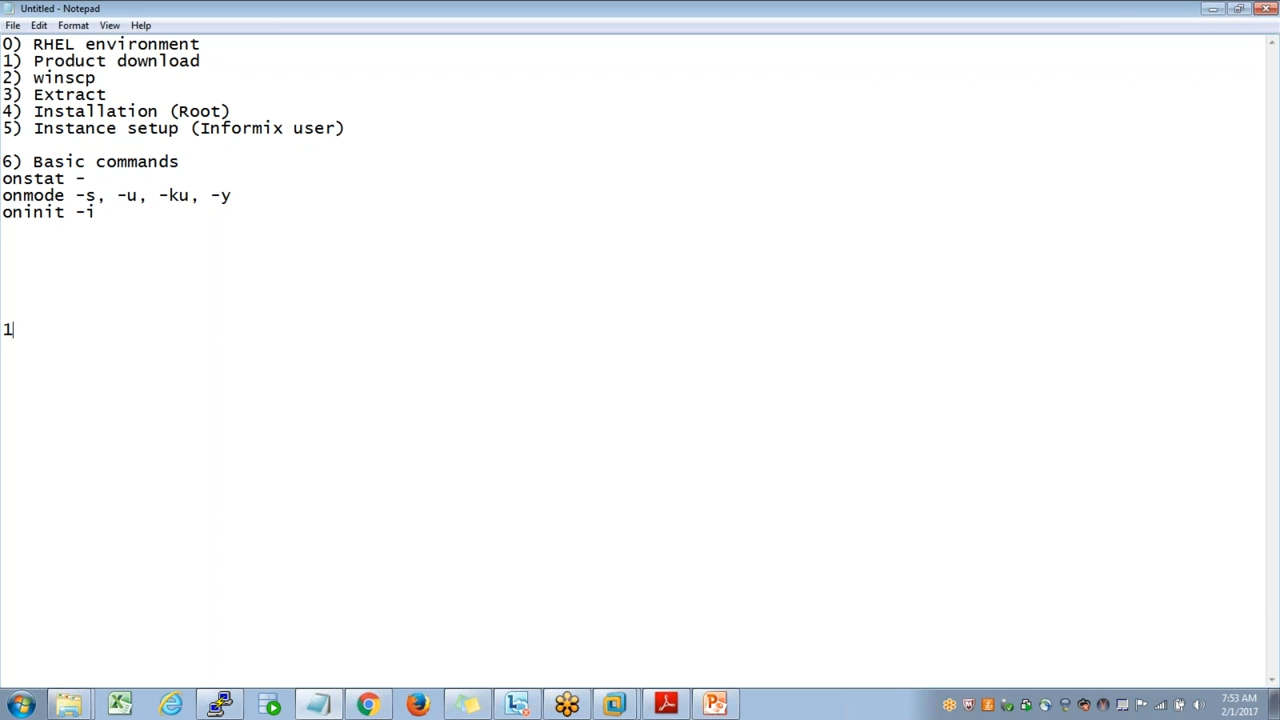 Untitled - Notepad
File Edit Format View Help
0) RHEL environment
1) Product download
2) winscp
3) Extract
4) Installation (Root)
5) Instance setup (Informix user)
6) Basic commands
onstat -
onmode -s, -u, -ku, -y
oninit -i
1
7:53 AM
2/1/2017